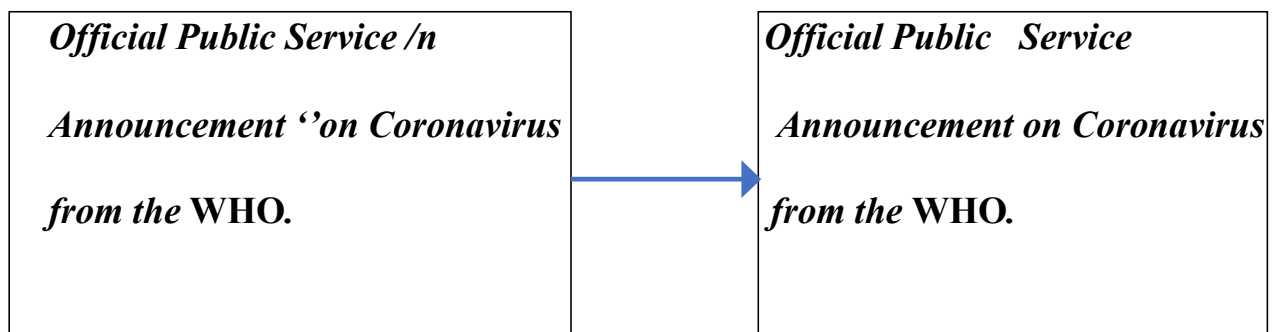 Official Public Service /n
Announcement ‘’on Coronavirus
from the WHO.
Official Public Service
Announcement on Coronavirus
from the WHO.